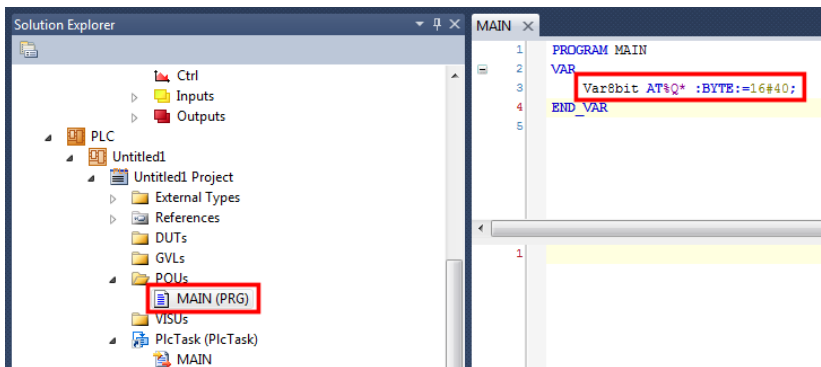 Solution Explorer
Ctrl
Inputs
Outputs
PLC
Untitled1
Untitled1 Project
External Types
References
DUTs
GVLs
POUs
MAIN (PRG)
VISUs
PlcTask (PlcTask)
MAIN
MAIN
1 PROGRAM MAIN
2 VAR
3 Var8bit AT%Q* :BYTE:=16#40;
4 END_VAR
5
1